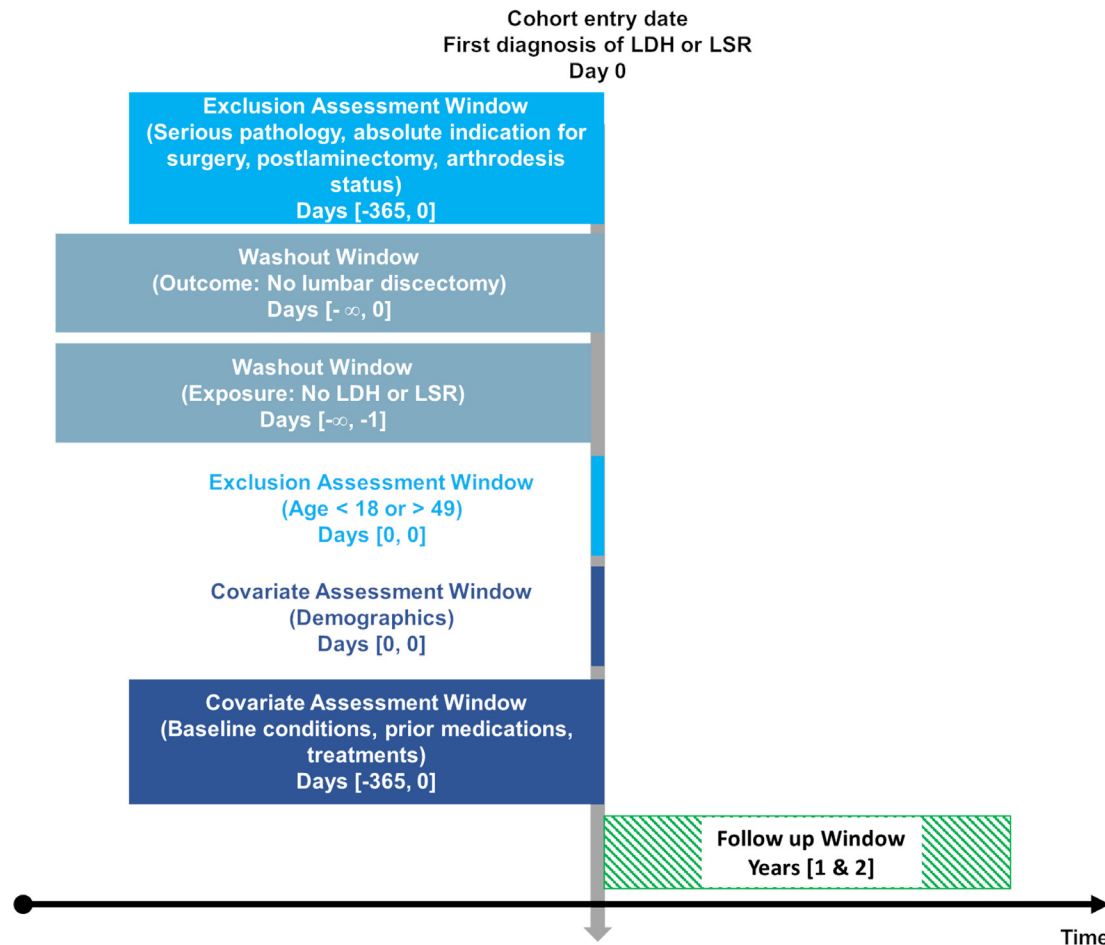 Cohort entry date
First diagnosis of LDH or LSR
Day 0
Exclusion Assessment Window
(Serious pathology, absolute indication for
surgery, postlaminectomy, arthrodesis
status)
Days [-365, 0]
Washout Window
(Outcome: No lumbar discectomy)
Days [- ∞, 0]
Washout Window
(Exposure: No LDH or LSR)
Days [-∞, -1]
Exclusion Assessment Window
(Age < 18 or > 49)
Days [0, 0]
Covariate Assessment Window
(Demographics)
Days [0, 0]
Covariate Assessment Window
(Baseline conditions, prior medications,
treatments)
Days [-365, 0]
Follow up Window
Years [1 & 2]
Time